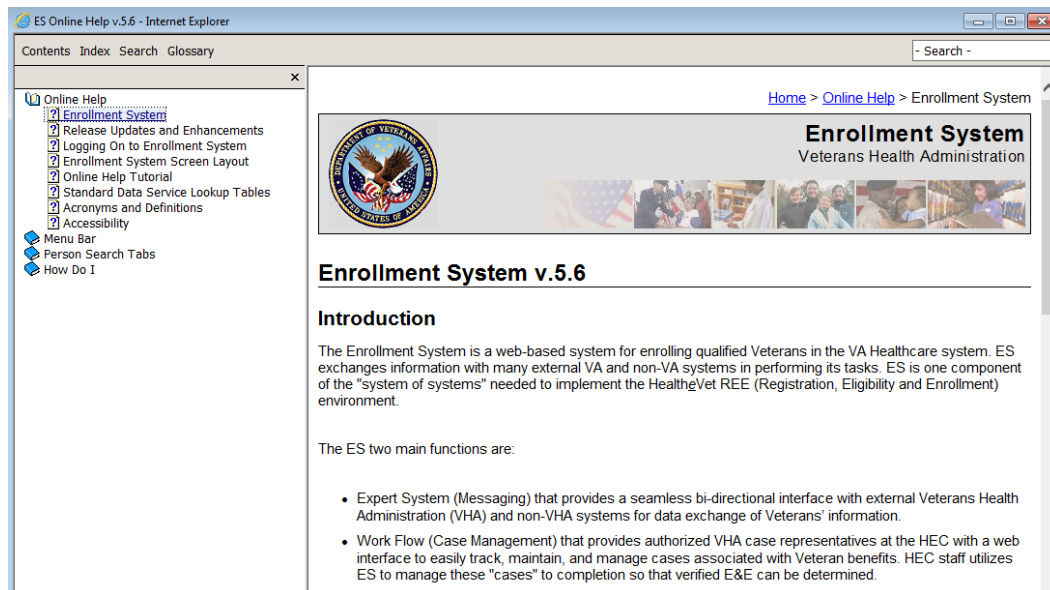 ES Online Help v.5.6 - Internet Explorer
Contents Index Search Glossary
- Search -
Online Help
Enrollment System
Release Updates and Enhancements
Logging On to Enrollment System
Enrollment System Screen Layout
Online Help Tutorial
Standard Data Service Lookup Tables
Acronyms and Definitions
Accessibility
Menu Bar
Person Search Tabs
How Do I
Home > Online Help > Enrollment System
DEPARTMENT OF VETERANS AFFAIRS
UNITED STATES OF AMERICA
Enrollment System
Veterans Health Administration
Enrollment System v.5.6
Introduction
The Enrollment System is a web-based system for enrolling qualified Veterans in the VA Healthcare system. ES
exchanges information with many external VA and non-VA systems in performing its tasks. ES is one component
of the "system of systems" needed to implement the HealtheVet REE (Registration, Eligibility and Enrollment)
environment.
The ES two main functions are:
• Expert System (Messaging) that provides a seamless bi-directional interface with external Veterans Health
Administration (VHA) and non-VHA systems for data exchange of Veterans' information.
• Work Flow (Case Management) that provides authorized VHA case representatives at the HEC with a web
interface to easily track, maintain, and manage cases associated with Veteran benefits. HEC staff utilizes
ES to manage these "cases" to completion so that verified E&E can be determined.